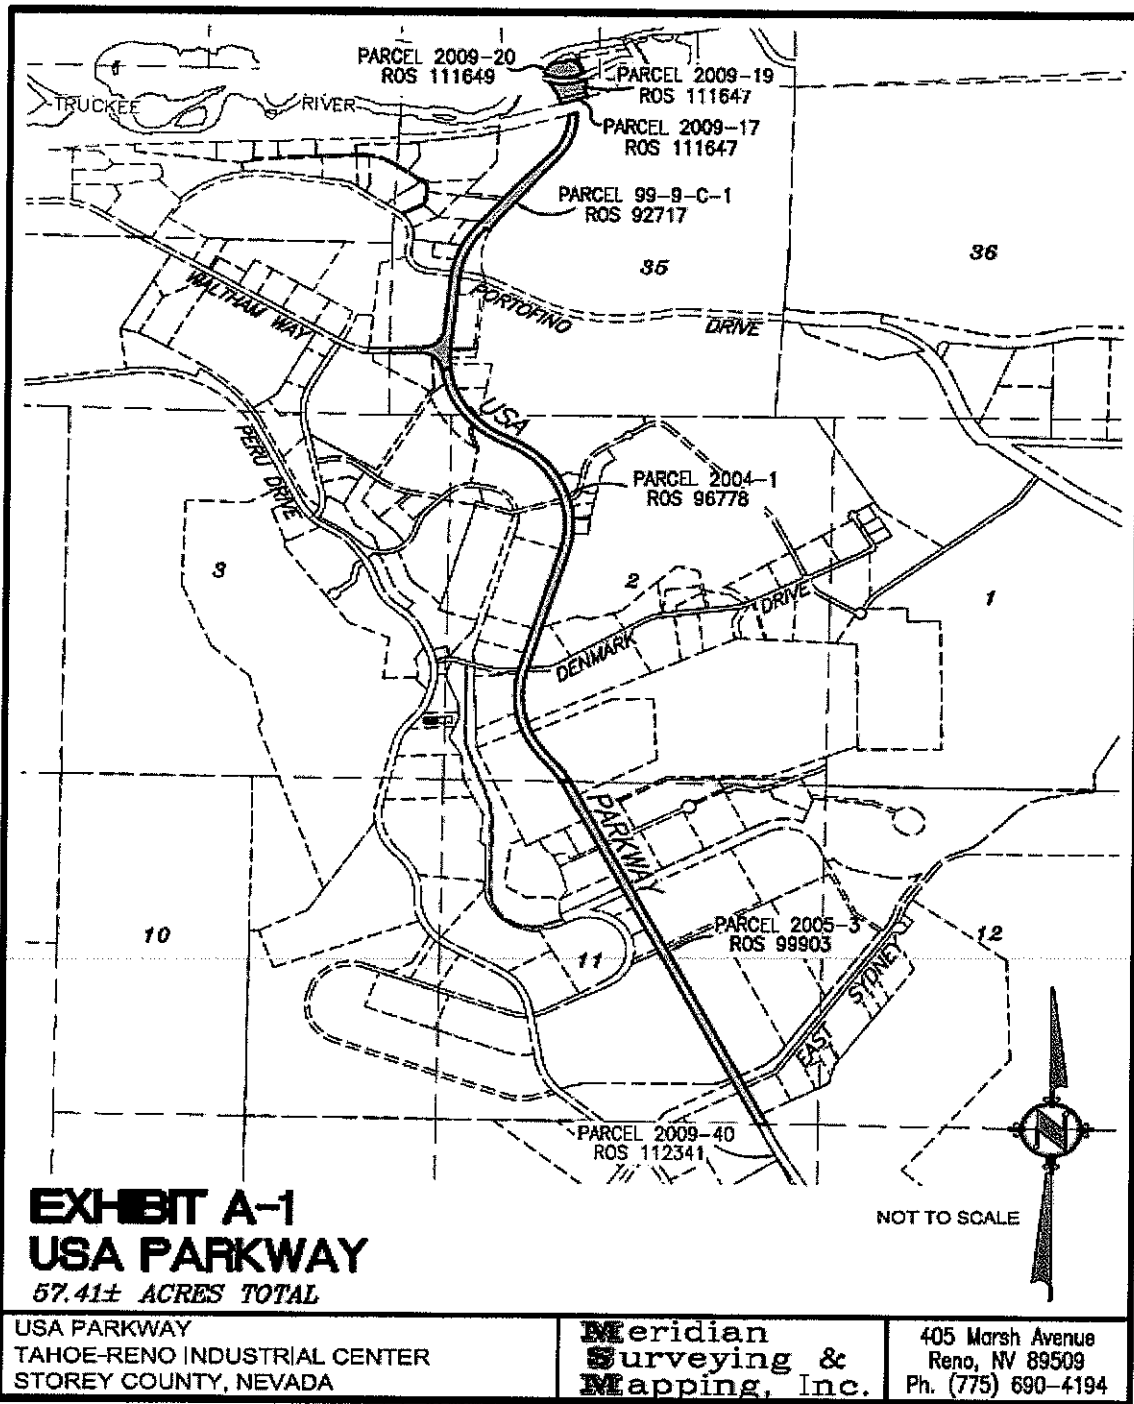 PARCEL 2009-20
ROS 111649
PARCEL 2009-19
ROS 111647
TRUCKEE RIVER
PARCEL 2009-17
ROS 111647
PARCEL 99-9-C-1
ROS 92717
35
36
WALTHAM WAY
PORTOFINO DRIVE
USA
PERU DRIVE
PARCEL 2004-1
ROS 96778
3
2
1
DENMARK DRIVE
PARKWAY
PARCEL 2005-3
ROS 99903
10
11
12
EAST SYDNEY
PARCEL 2009-40
ROS 112341
N
NOT TO SCALE
EXHIBIT A-1
USA PARKWAY
57.41± ACRES TOTAL
USA PARKWAY
TAHOE-RENO INDUSTRIAL CENTER
STOREY COUNTY, NEVADA
Meridian
Surveying &
Mapping, Inc.
405 Marsh Avenue
Reno, NV 89509
Ph. (775) 690-4194